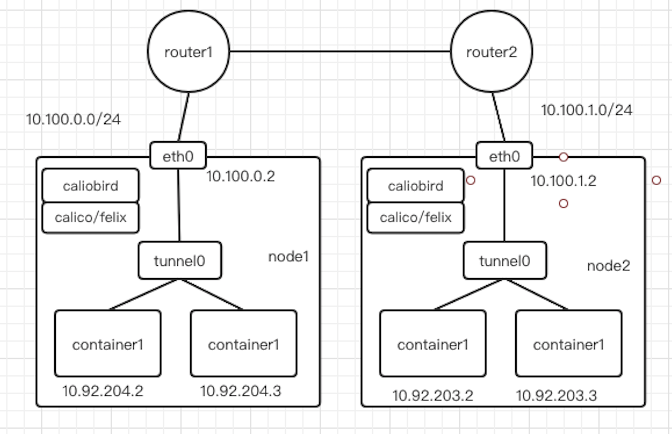 router1
router2
10.100.0.0/24
10.100.1.0/24
eth0
10.100.0.2
caliobird
calico/felix
tunnel0
node1
container1
container1
10.92.204.2
10.92.204.3
eth0
10.100.1.2
caliobird
calico/felix
tunnel0
node2
container1
container1
10.92.203.2
10.92.203.3